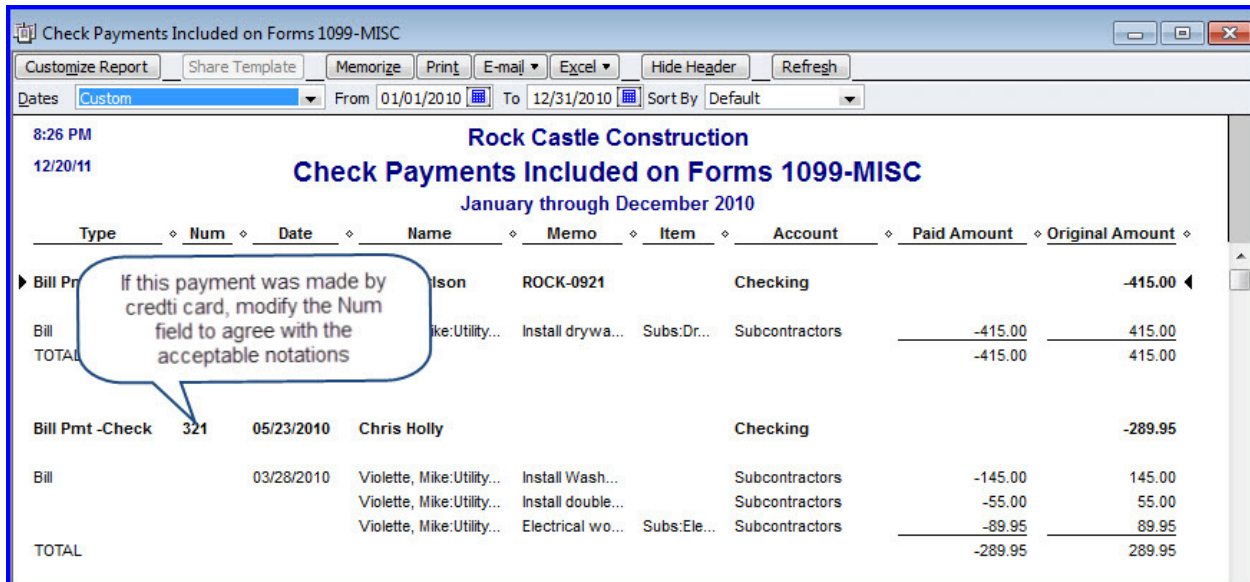 Check Payments Included on Forms 1099-MISC
Customize Report Share Template Memorize Print E-mail Excel Hide Header Refresh
Dates Custom From 01/01/2010 To 12/31/2010 Sort By Default
8:26 PM Rock Castle Construction
12/20/11 Check Payments Included on Forms 1099-MISC
January through December 2010
Type Num Date Name Memo Item Account Paid Amount Original Amount
If this payment was made by
credti card, modify the Num
field to agree with the
acceptable notations
Bill ROCK-0921 Checking -415.00
Bill Install drywa... Subs:Dr... Subcontractors -415.00 415.00
TOTAL -415.00 415.00
Bill Pmt -Check 321 05/23/2010 Chris Holly Checking -289.95
Bill 03/28/2010 Violette, Mike:Utility... Install Wash... Subcontractors -145.00 145.00
Violette, Mike:Utility... Install double... Subcontractors -55.00 55.00
Violette, Mike:Utility... Electrical wo... Subs:Ele... Subcontractors -89.95 89.95
TOTAL -289.95 289.95